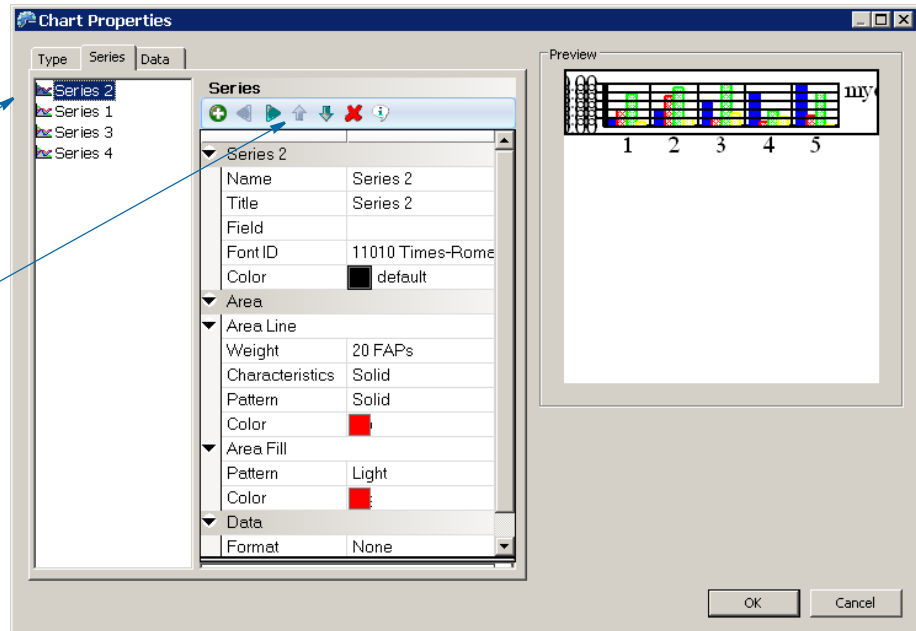 Chart Properties
Type Series Data
Series 2
Series 1
Series 3
Series 4
Series
Series 2
Name Series 2
Title Series 2
Field
Font ID 11010 Times-Roma
Color default
Area
Area Line
Weight 20 FAPs
Characteristics Solid
Pattern Solid
Color
Area Fill
Pattern Light
Color
Data
Format None
Preview
1 2 3 4 5
OK Cancel